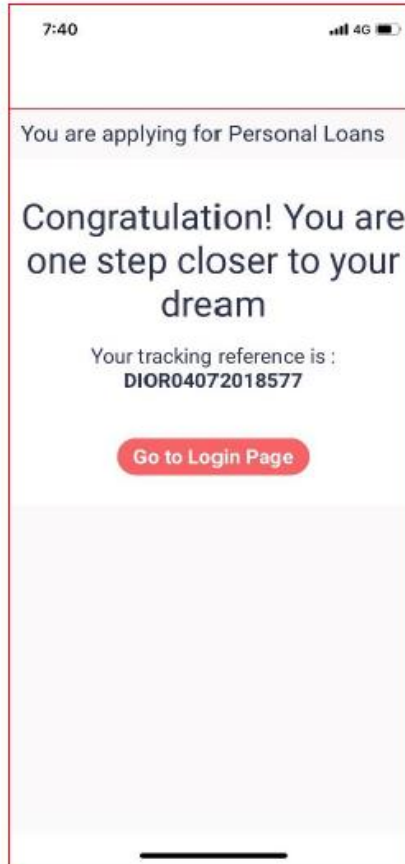 7:40 4G
You are applying for Personal Loans
Congratulation! You are
one step closer to your
dream
Your tracking reference is :
DIOR04072018577
Go to Login Page